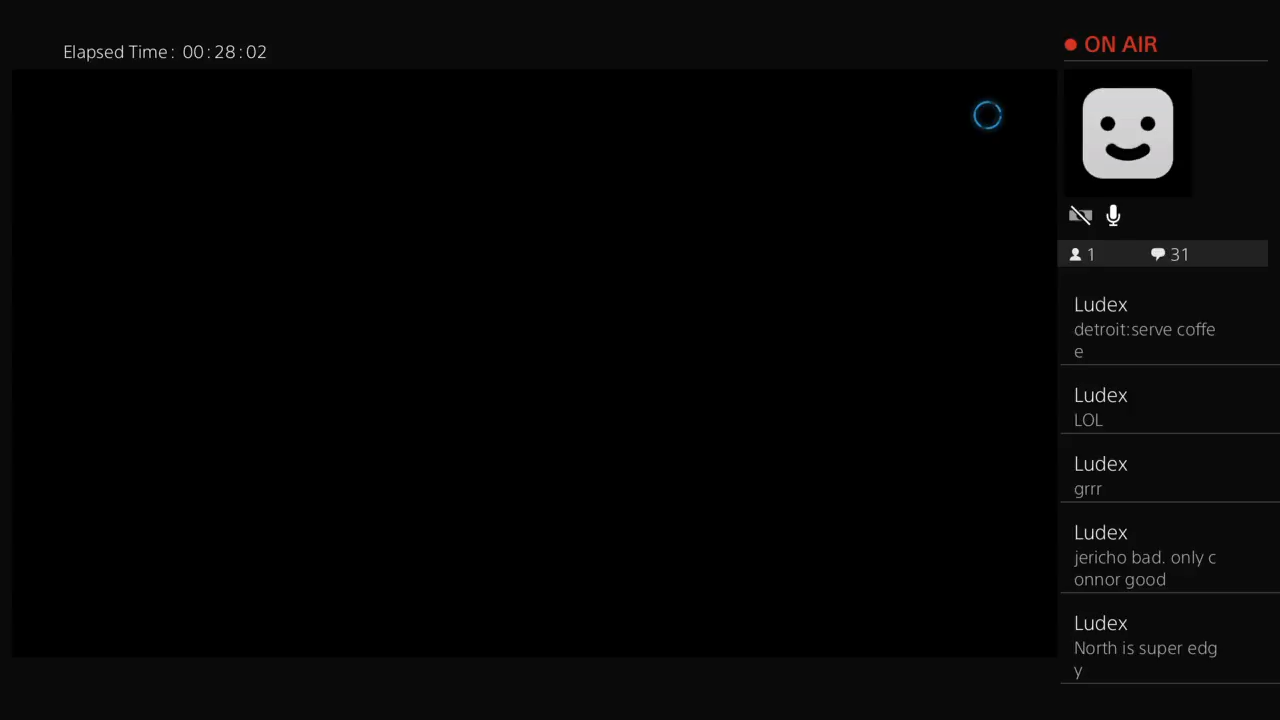 Elapsed Time: 00:28:02
ON AIR
1 31
Ludex
detroit:serve coffe
e
Ludex
LOL
Ludex
grrr
Ludex
jericho bad. only c
onnor good
Ludex
North is super edg
y